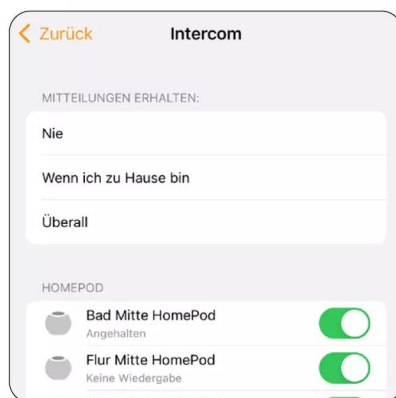 Zurück
Intercom
MITTEILUNGEN ERHALTEN:
Nie
Wenn ich zu Hause bin
Überall
HOMEPOD
Bad Mitte HomePod
Angehalten
Flur Mitte HomePod
Keine Wiedergabe